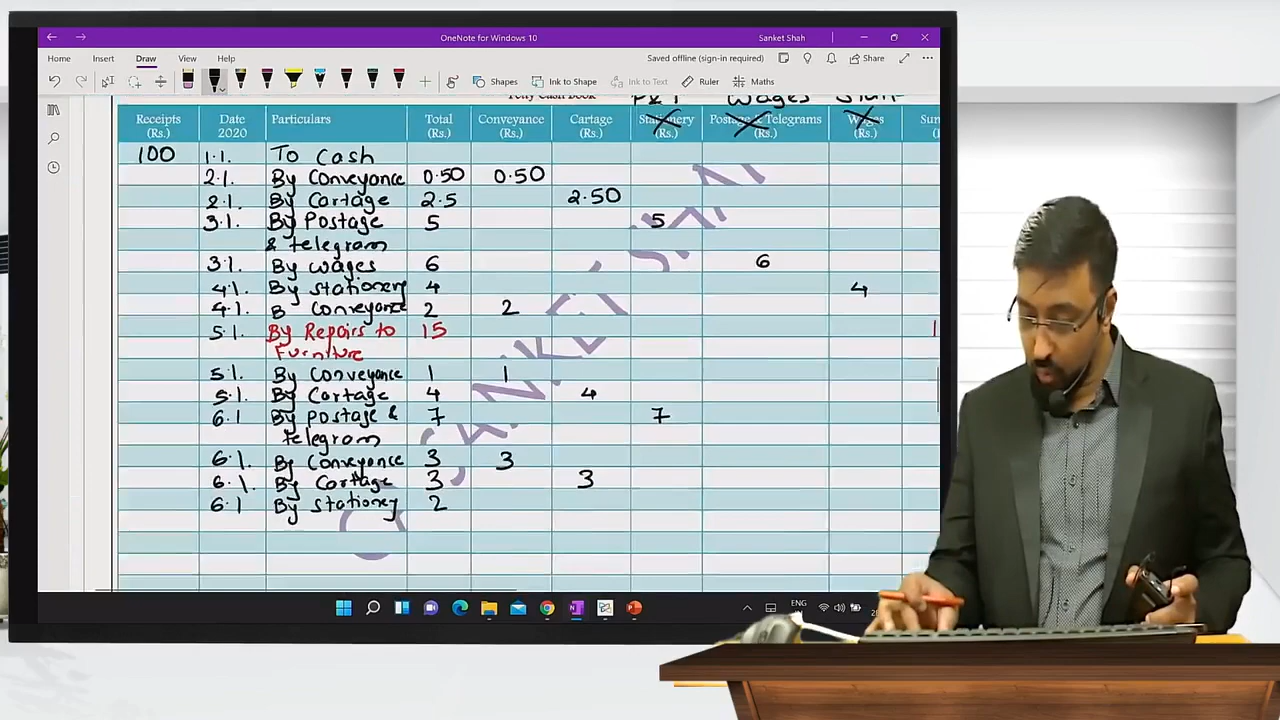 OneNote for Windows 10
Sanket Shah
Home Insert Draw View Help
Saved offline (sign-in required) Share
Shapes Ink to Shape Ink to Text Ruler Maths
Petty Cash Book P&T Wages
Receipts (Rs.) Date 2020 Particulars Total (Rs.) Conveyance (Rs.) Cartage (Rs.) Stationery (Rs.) Postage & Telegrams (Rs.) Wages (Rs.) (Rs.)
100 1.1. To Cash
2.1. By Conveyance 0.50 0.50
2.1. By Cartage 2.5 2.50
3.1. By Postage 5 5
& telegram
3.1. By wages 6 6
4.1. By stationery 4 4
4.1. B Conveyance 2 2
5.1. By Repairs to 15
Furniture
5.1. By Conveyance 1 1
5.1. By Cartage 4 4
6.1 By postage & 7 7
telegram
6.1. By Conveyance 3 3
6.1. By Cartage 3 3
6.1 By stationery 2
SANKET SHAH
ENG